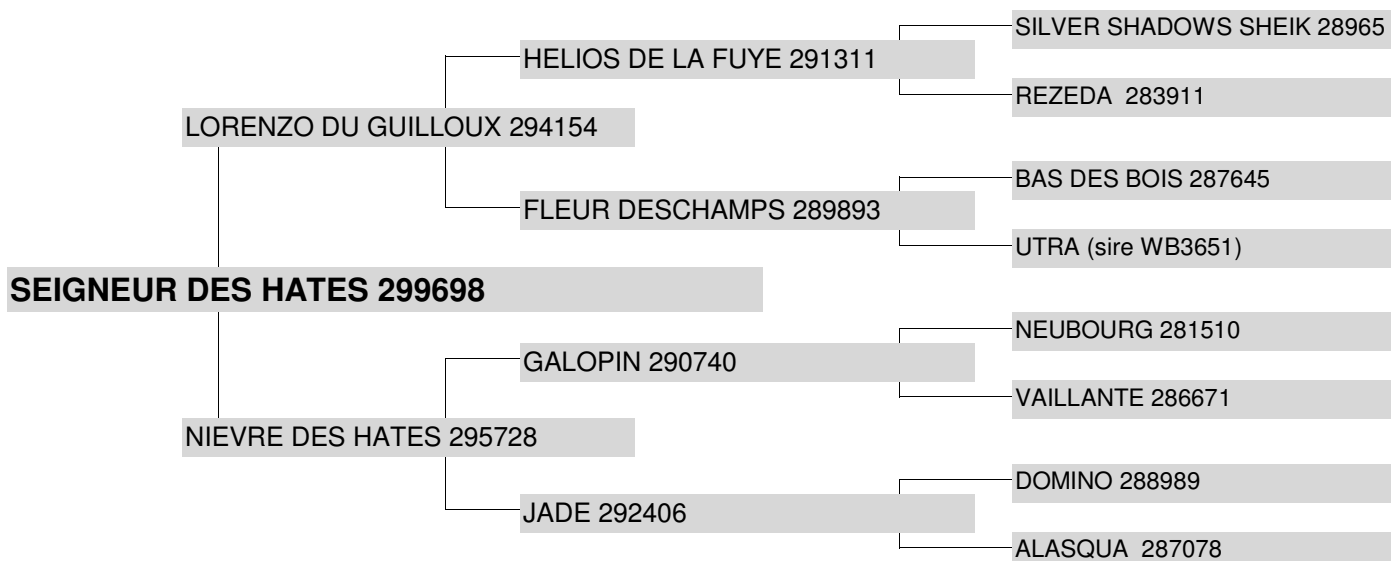 SILVER SHADOWS SHEIK 28965
HELIOS DE LA FUYE 291311
REZEDA 283911
LORENZO DU GUILLOUX 294154
BAS DES BOIS 287645
FLEUR DESCHAMPS 289893
UTRA (sire WB3651)
SEIGNEUR DES HATES 299698
NEUBOURG 281510
GALOPIN 290740
VAILLANTE 286671
NIEVRE DES HATES 295728
DOMINO 288989
JADE 292406
ALASQUA 287078